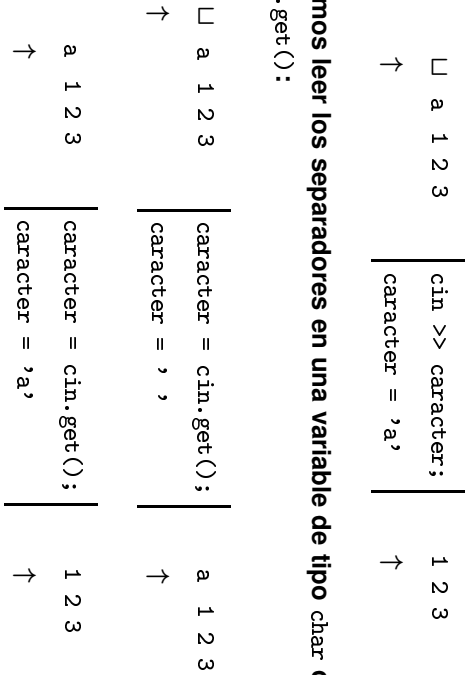 ␣ a 1 2 3 cin >> caracter; 1 2 3
↑ caracter = ’a’ ↑
mos leer los separadores en una variable de tipo char
.get():
␣ a 1 2 3 caracter = cin.get(); a 1 2 3
↑ caracter = ’ ’ ↑
a 1 2 3 caracter = cin.get(); 1 2 3
↑ caracter = ’a’ ↑